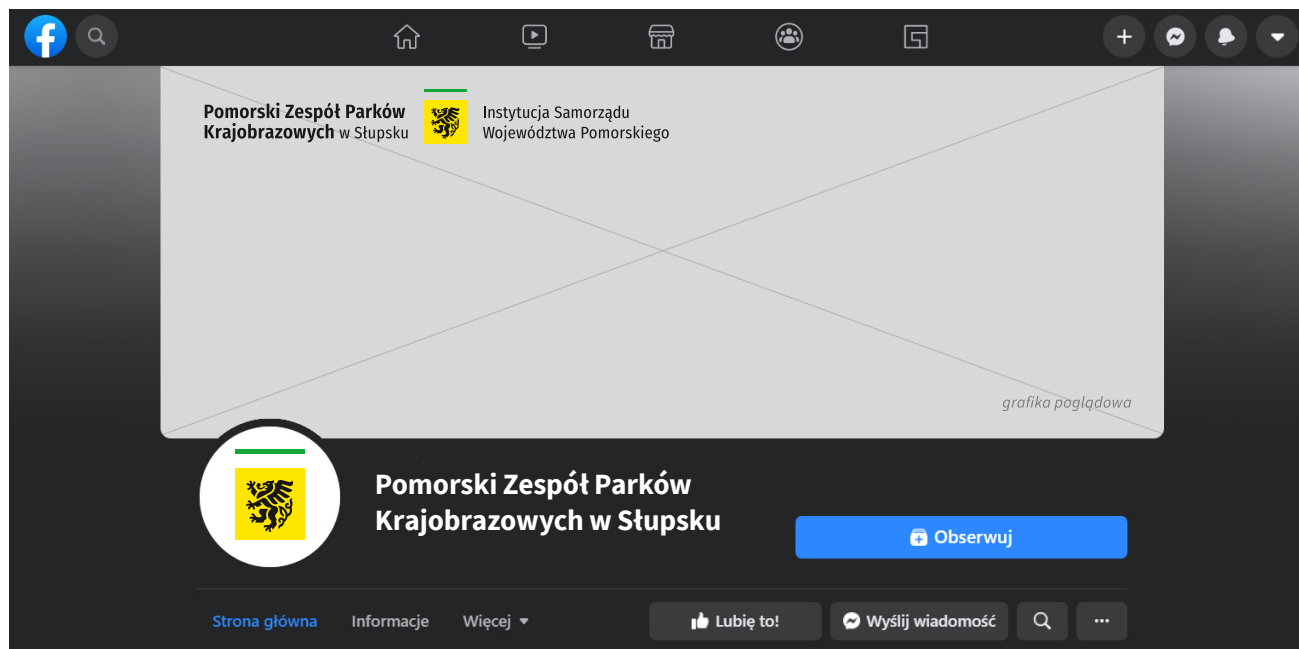 Pomorski Zespół Parków
Krajobrazowych w Słupsku
Instytucja Samorządu
Województwa Pomorskiego
grafika poglądowa
Pomorski Zespół Parków
Krajobrazowych w Słupsku
Obserwuj
Strona główna
Informacje
Więcej
Lubię to!
Wyślij wiadomość